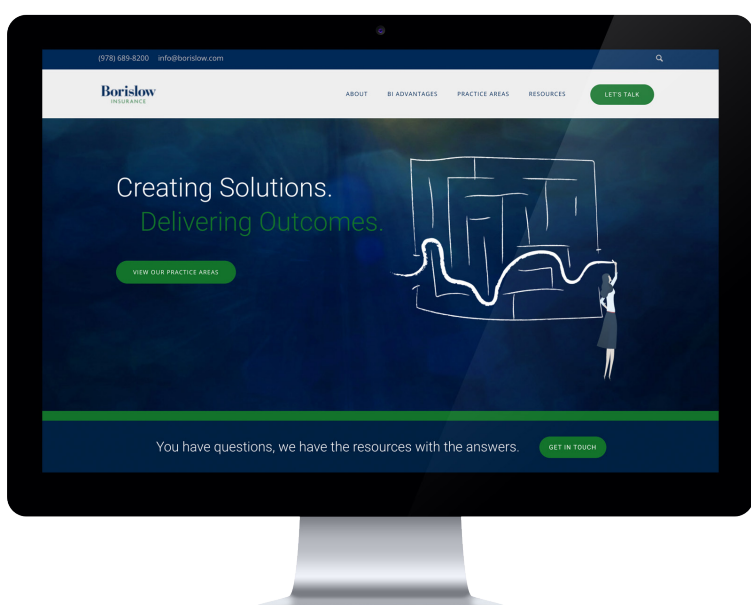 (978) 689-8200 info@borislow.com
Borislow
INSURANCE
ABOUT BI ADVANTAGES PRACTICE AREAS RESOURCES LET'S TALK
Creating Solutions.
Delivering Outcomes.
VIEW OUR PRACTICE AREAS
You have questions, we have the resources with the answers. GET IN TOUCH